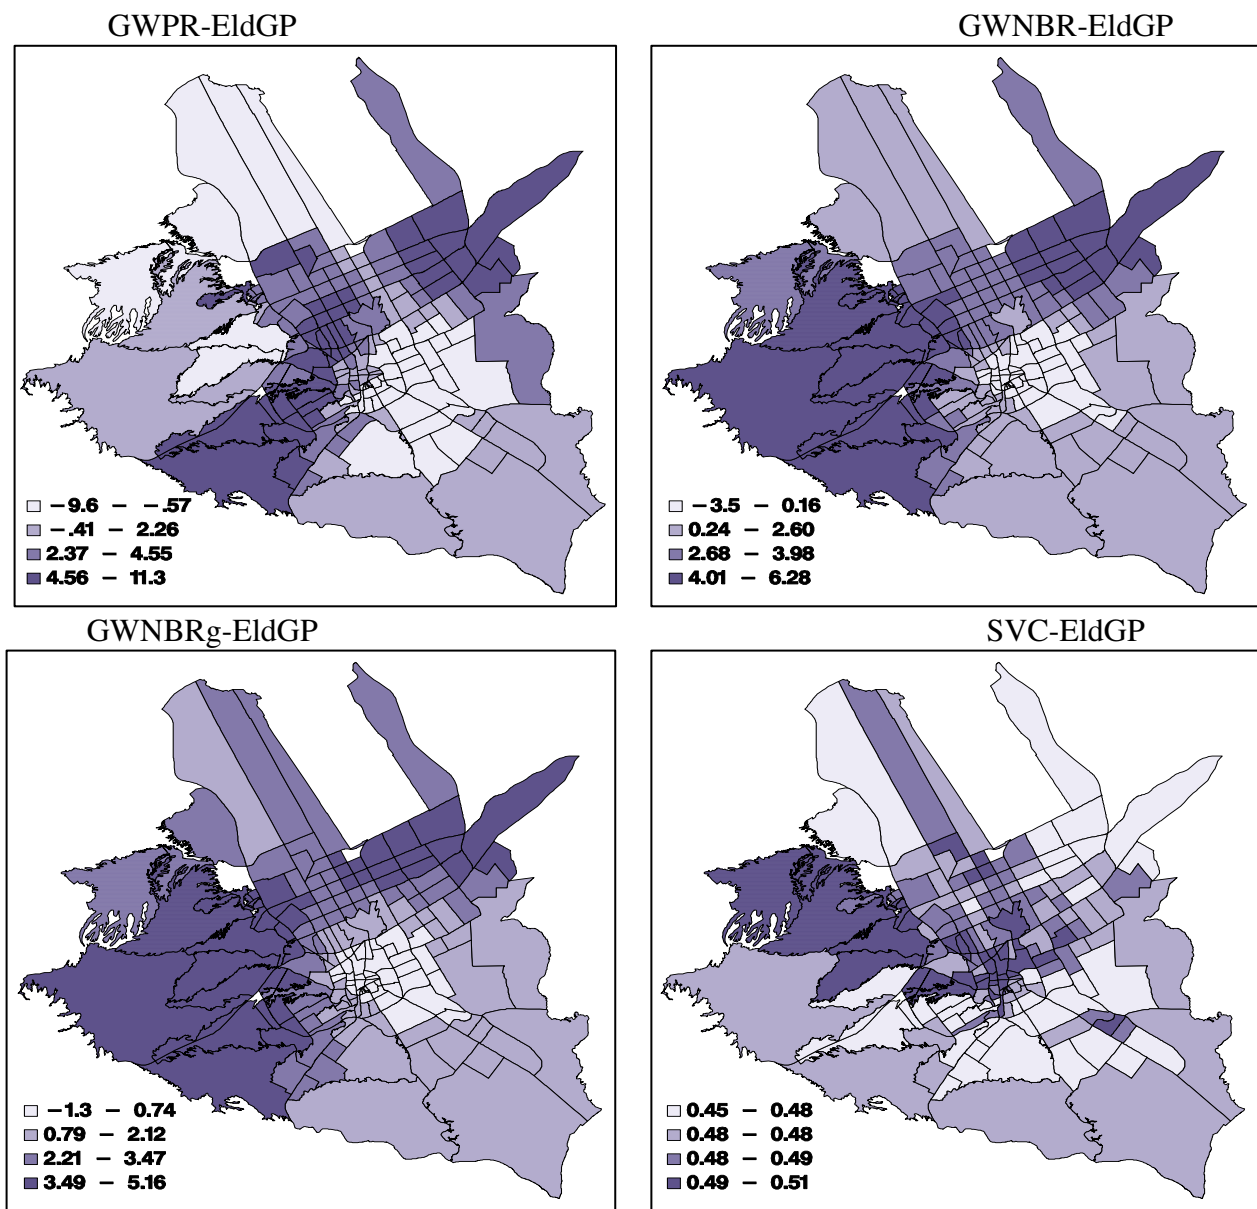 GWPR-EldGP
GWNBR-EldGP
−9.6 − −.57
−.41 − 2.26
2.37 − 4.55
4.56 − 11.3
−3.5 − 0.16
0.24 − 2.60
2.68 − 3.98
4.01 − 6.28
GWNBRg-EldGP
SVC-EldGP
−1.3 − 0.74
0.79 − 2.12
2.21 − 3.47
3.49 − 5.16
0.45 − 0.48
0.48 − 0.48
0.48 − 0.49
0.49 − 0.51